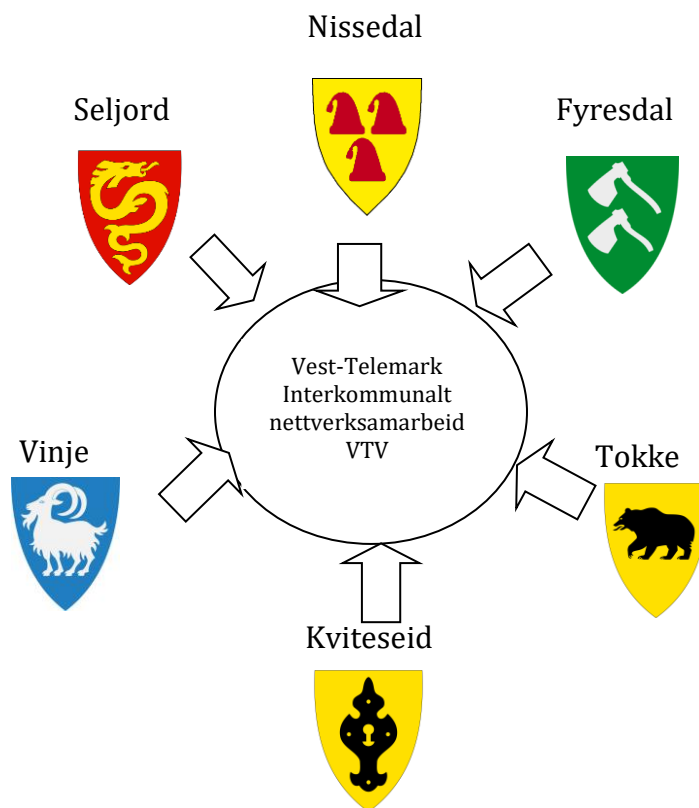 Nissedal
Seljord
Fyresdal
Vest-Telemark
Interkommunalt
nettverksamarbeid
VTV
Vinje
Tokke
Kviteseid